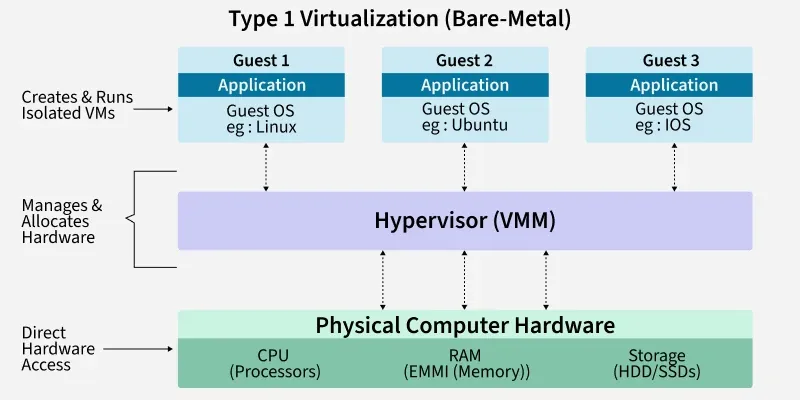 Type 1 Virtualization (Bare-Metal)
Guest 1
Application
Guest OS
eg : Linux
Guest 2
Application
Guest OS
eg : Ubuntu
Guest 3
Application
Guest OS
eg : IOS
Creates & Runs
Isolated VMs
Manages &
Allocates
Hardware
Hypervisor (VMM)
Direct
Hardware
Access
Physical Computer Hardware
CPU
(Processors)
RAM
(EMMI (Memory))
Storage
(HDD/SSDs)